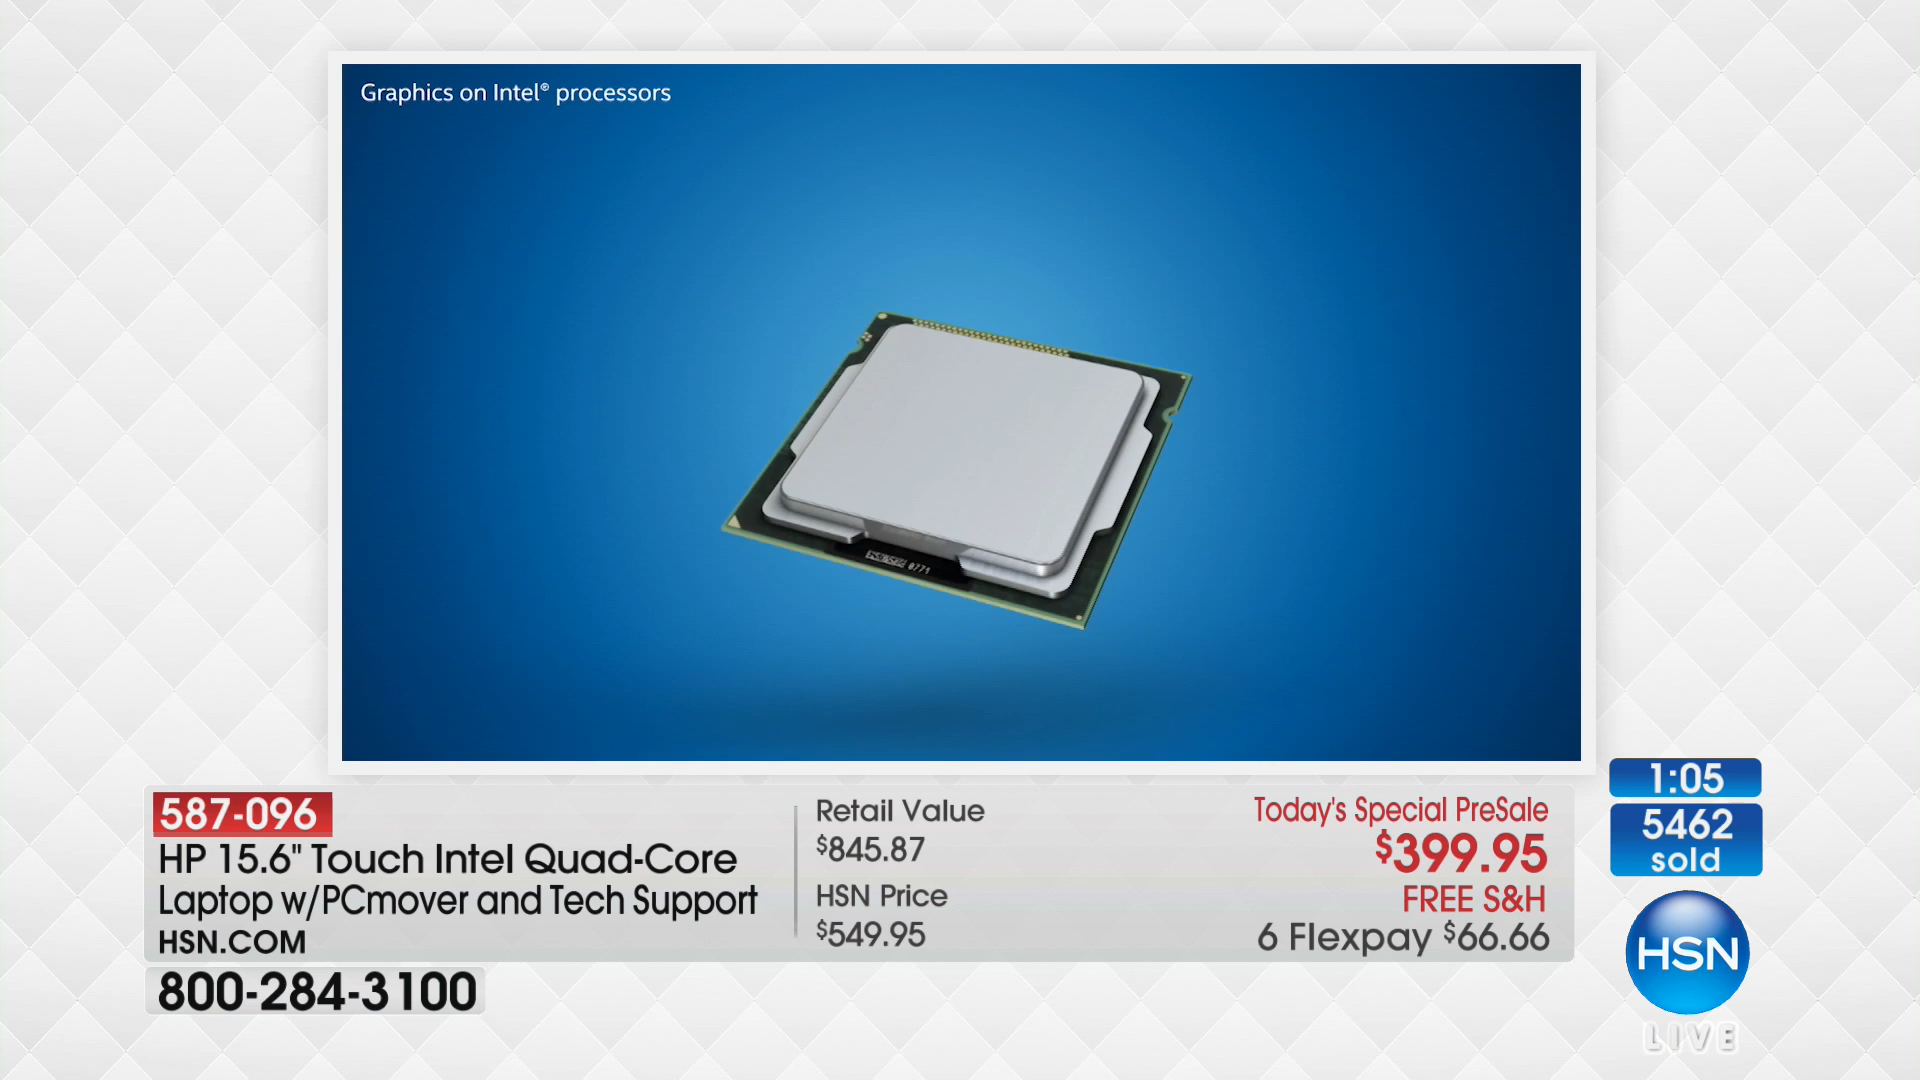 Graphics on Intel® processors
587-096
HP 15.6" Touch Intel Quad-Core
Laptop w/PCmover and Tech Support
HSN.COM
800-284-3100
Retail Value
$845.87
HSN Price
$549.95
Today's Special PreSale
$399.95
FREE S&H
6 Flexpay $66.66
1:05
5462
sold
HSN
LIVE